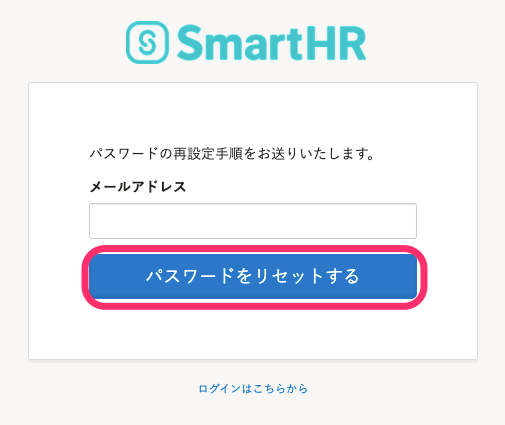 SmartHR
パスワードの再設定手順をお送りいたします。
メールアドレス
パスワードをリセットする
ログインはこちらから